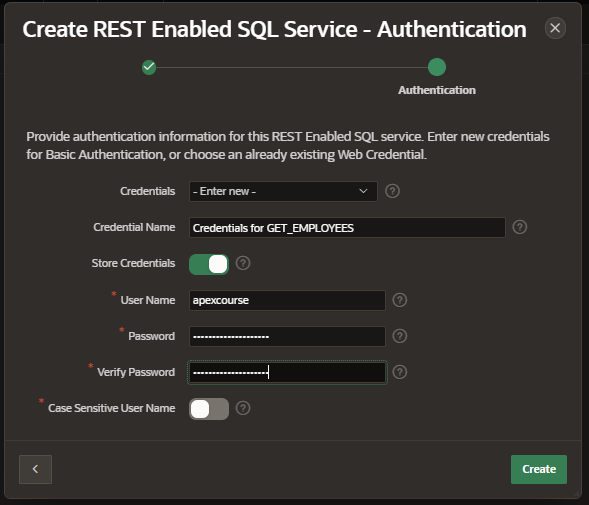 Create REST Enabled SQL Service - Authentication
Authentication
Provide authentication information for this REST Enabled SQL service. Enter new credentials
for Basic Authentication, or choose an already existing Web Credential.
Credentials - Enter new - ?
Credential Name Credentials for GET_EMPLOYEES ?
Store Credentials ?
* User Name apexcourse ?
* Password ------------------- ?
* Verify Password ------------------- ?
* Case Sensitive User Name ?
Create